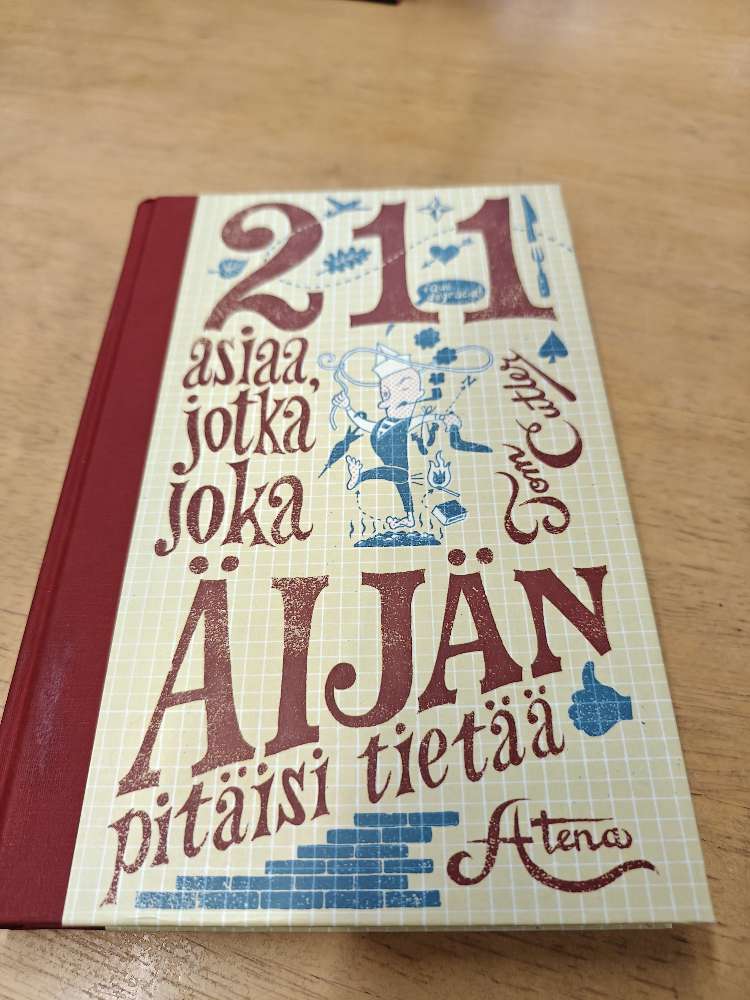 211
asiaa,
jotka
joka
ÄIJÄN
pitäisi tietää
Tom Cutler
Atena